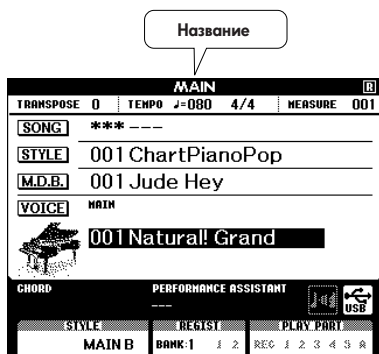 Название
MAIN R
TRANSPOSE 0 TEMPO ♩=080 4/4 MEASURE 001
SONG *** ---
STYLE 001 ChartPianoPop
M.D.B. 001 Jude Hey
VOICE MAIN
001 Natural! Grand
CHORD PERFORMANCE ASSISTANT
---
USB
STYLE REGIST PLAY PART
MAIN B BANK:1 1 2 REC 1 2 3 4 5 A